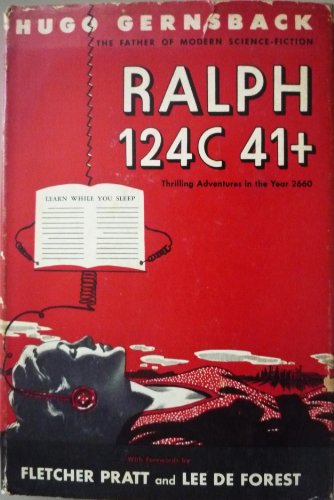 HUGO GERNSBACK
THE FATHER OF MODERN SCIENCE-FICTION
RALPH
124C 41+
Thrilling Adventures in the Year 2660
LEARN WHILE YOU SLEEP
With Forewords by
FLETCHER PRATT and LEE DE FOREST